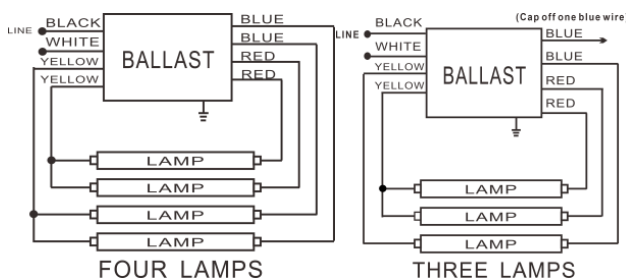 BLACK
LINE
WHITE
YELLOW
YELLOW
BALLAST
BLUE
BLUE
RED
RED
LAMP
LAMP
LAMP
LAMP
FOUR LAMPS
(Cap off one blue wire)
BLACK
LINE
WHITE
YELLOW
YELLOW
BALLAST
BLUE
BLUE
RED
RED
LAMP
LAMP
LAMP
THREE LAMPS